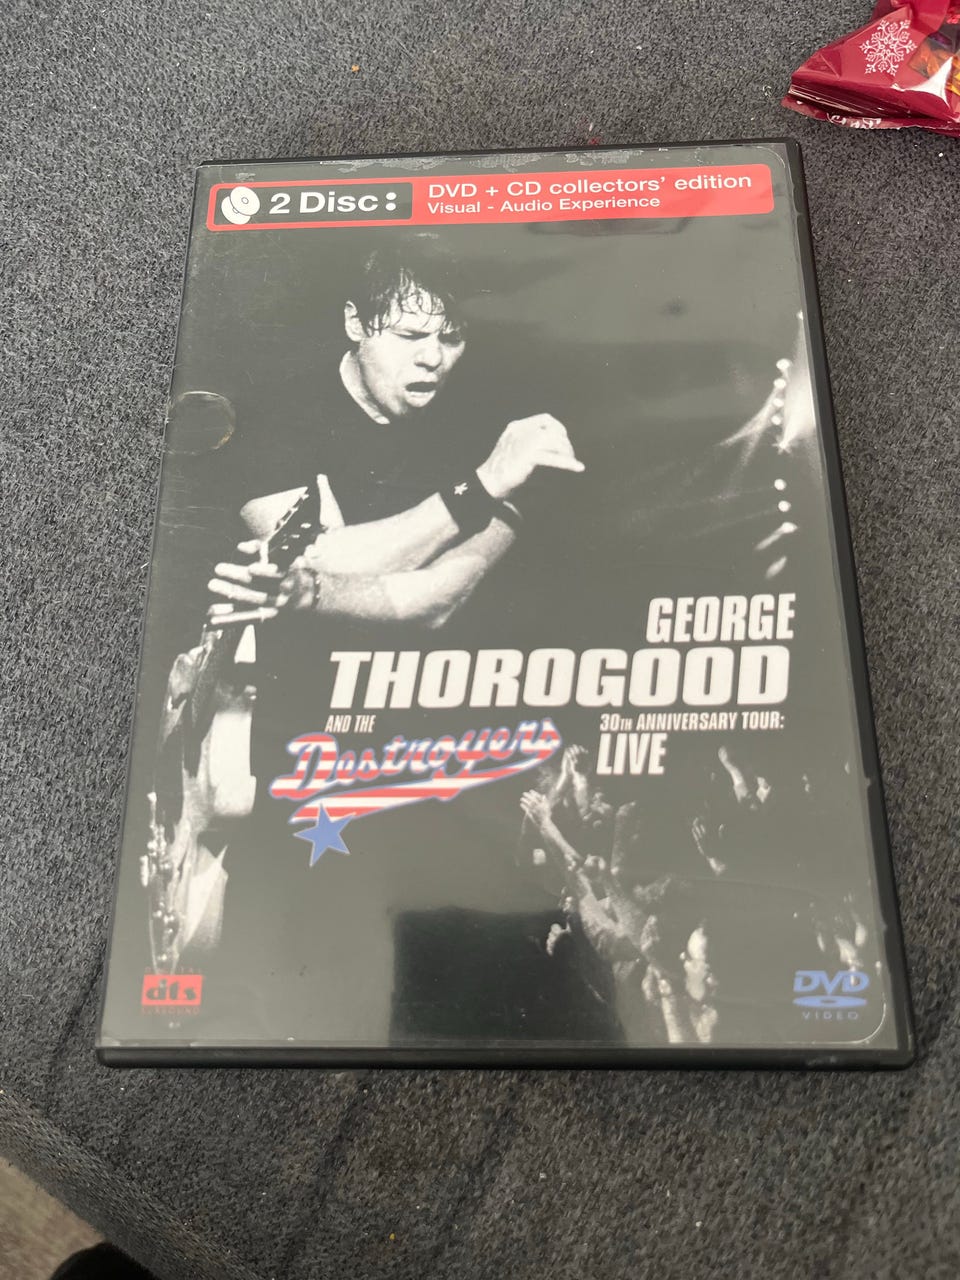 2 Disc:
DVD + CD collectors' edition
Visual - Audio Experience
GEORGE
THOROGOOD
AND THE
Destroyers
30TH ANNIVERSARY TOUR:
LIVE
dts
SURROUND
DVD
VIDEO